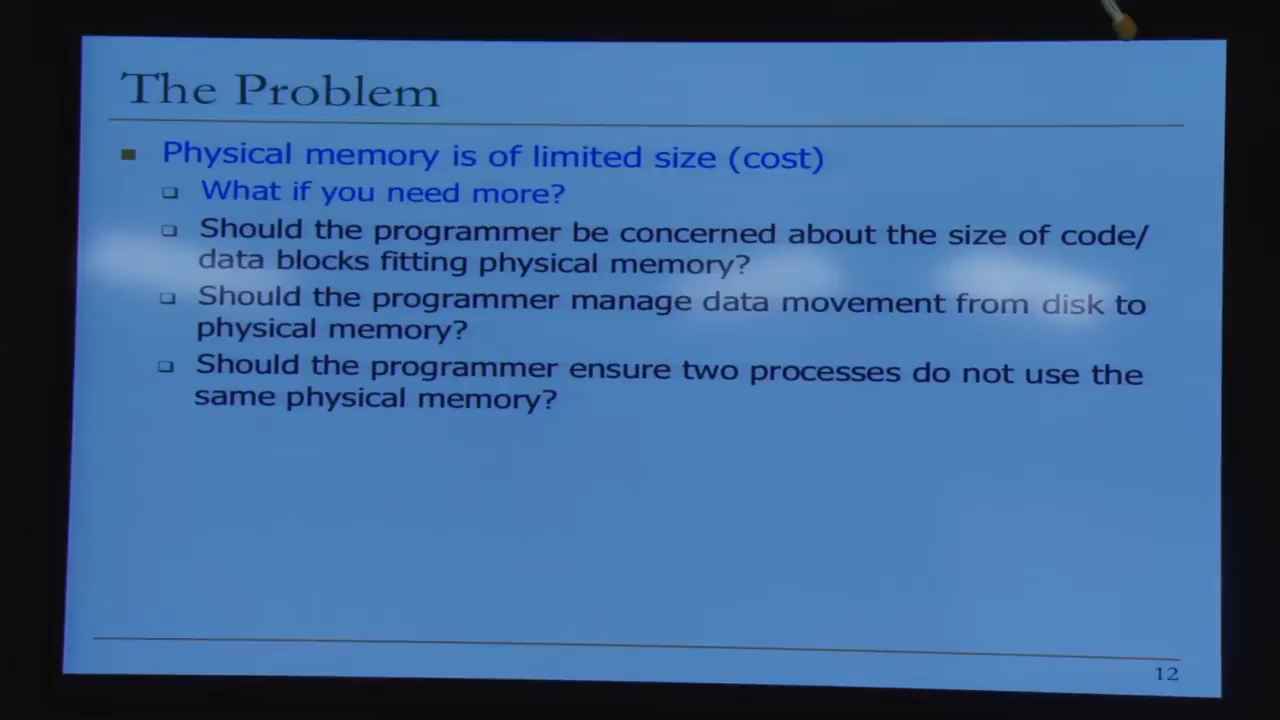 The Problem
Physical memory is of limited size (cost)
What if you need more?
Should the programmer be concerned about the size of code/
data blocks fitting physical memory?
Should the programmer manage data movement from disk to
physical memory?
Should the programmer ensure two processes do not use the
same physical memory?
12